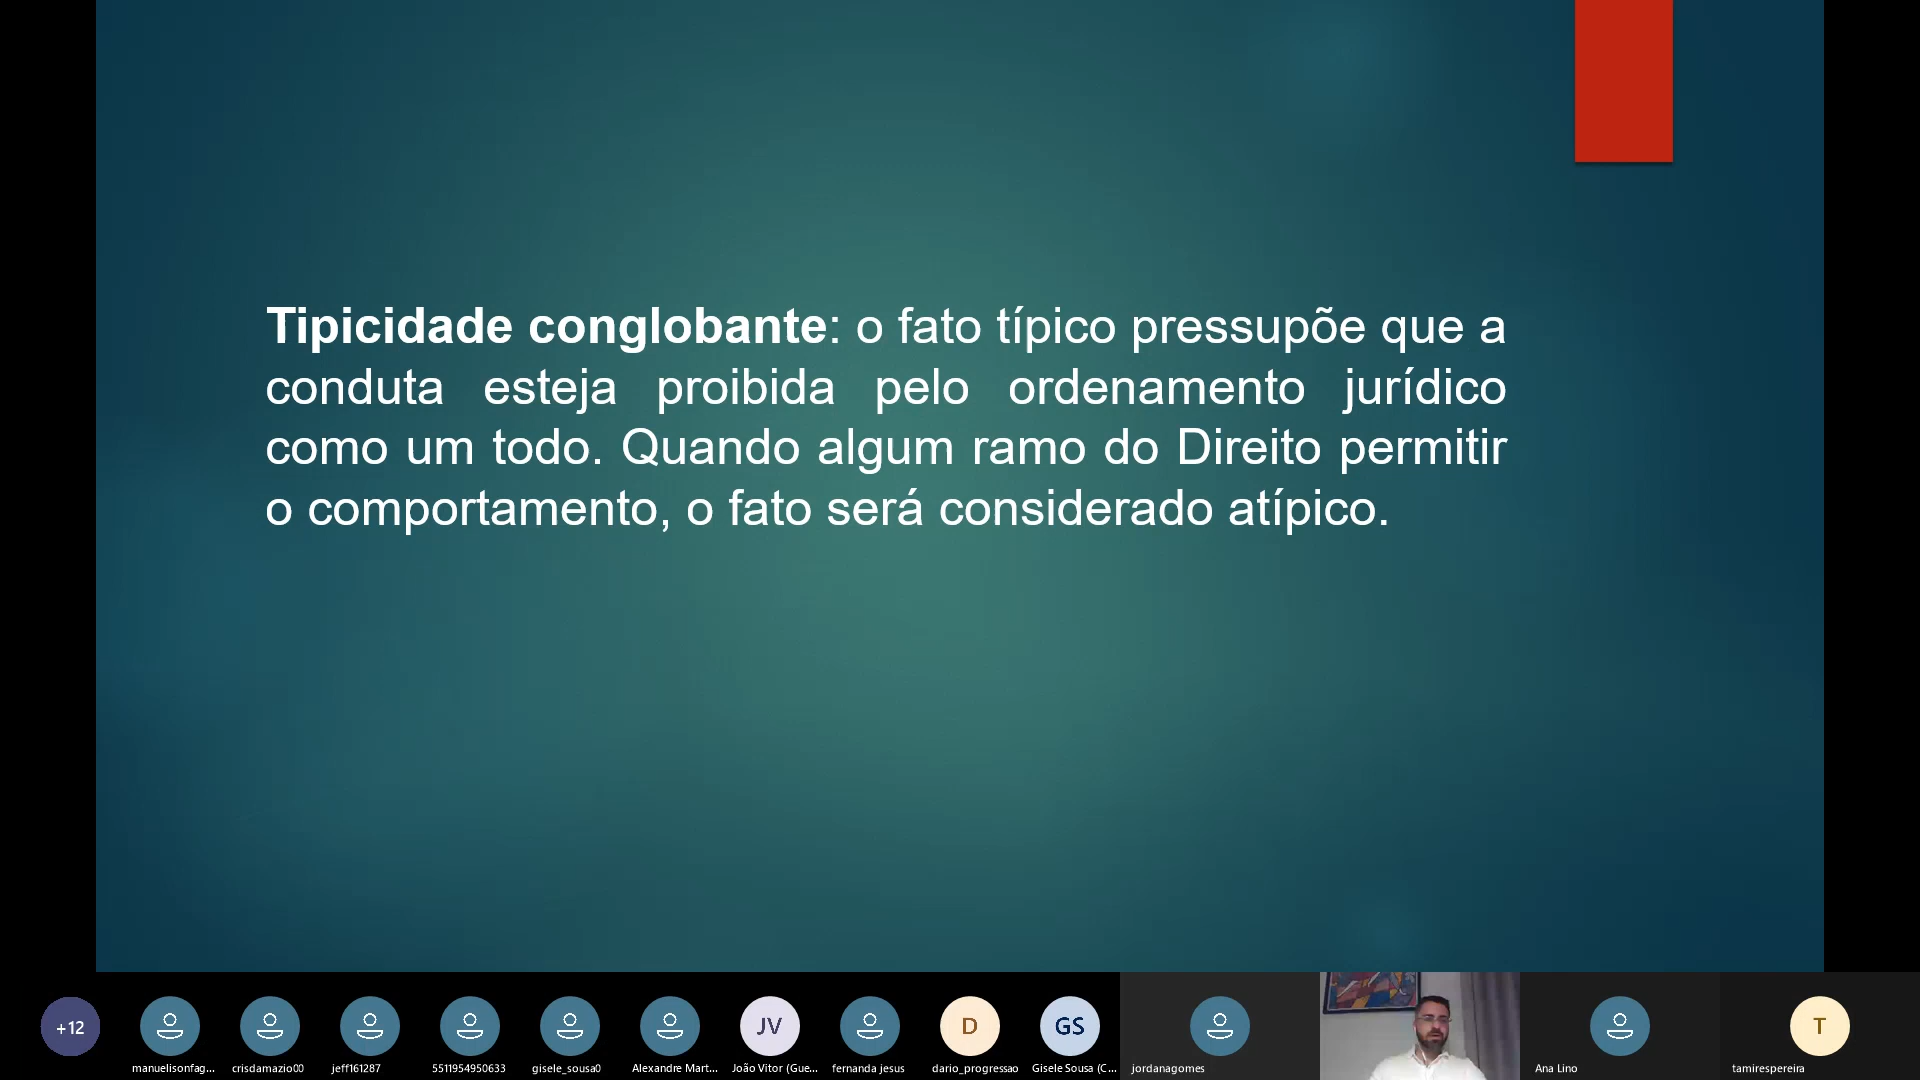 Tipicidade conglobante: o fato típico pressupõe que a
conduta esteja proibida pelo ordenamento jurídico
como um todo. Quando algum ramo do Direito permitir
o comportamento, o fato será considerado atípico.
+12
JV
D
GS
T
manuelisonfag...
crisdamazio00
jeff161287
5511954950633
gisele_sousa0
Alexandre Mart...
João Vitor (Gue...
fernanda jesus
dario_progressao
Gisele Sousa (C...
jordanagomes
Ana Lino
tamirespereira